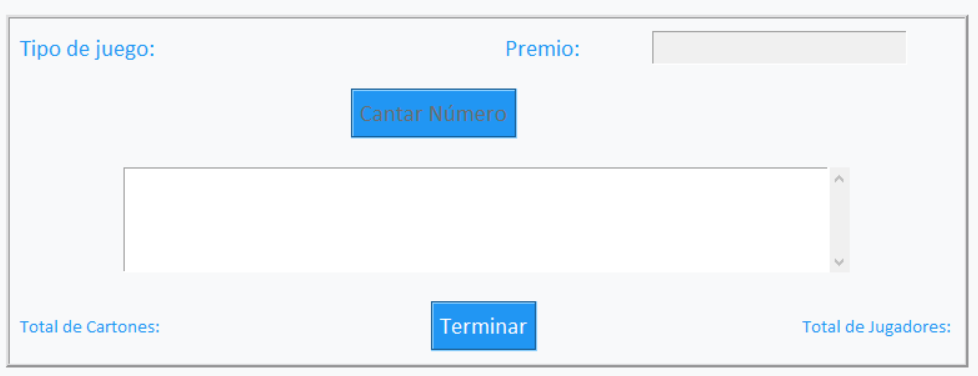 Tipo de juego: Premio:
Cantar Número
Total de Cartones: Terminar Total de Jugadores: